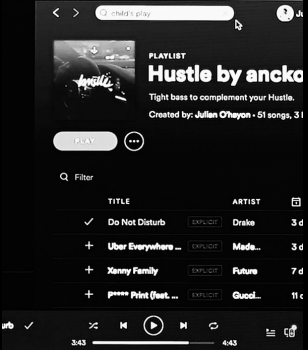 child's play
?
PLAYLIST
Hustle by ancko
Tight bass to complement your Hustle.
Created by: Julien O'hayon • 51 songs, 3
PLAY
Filter
TITLE ARTIST
Do Not Disturb EXPLICIT Drake 3 d
Uber Everywhere ... EXPLICIT Made... 3 d
Xanny Family EXPLICIT Future 7 d
P**** Print (feat. ... EXPLICIT Gucci... 11
urb
3:43 4:43